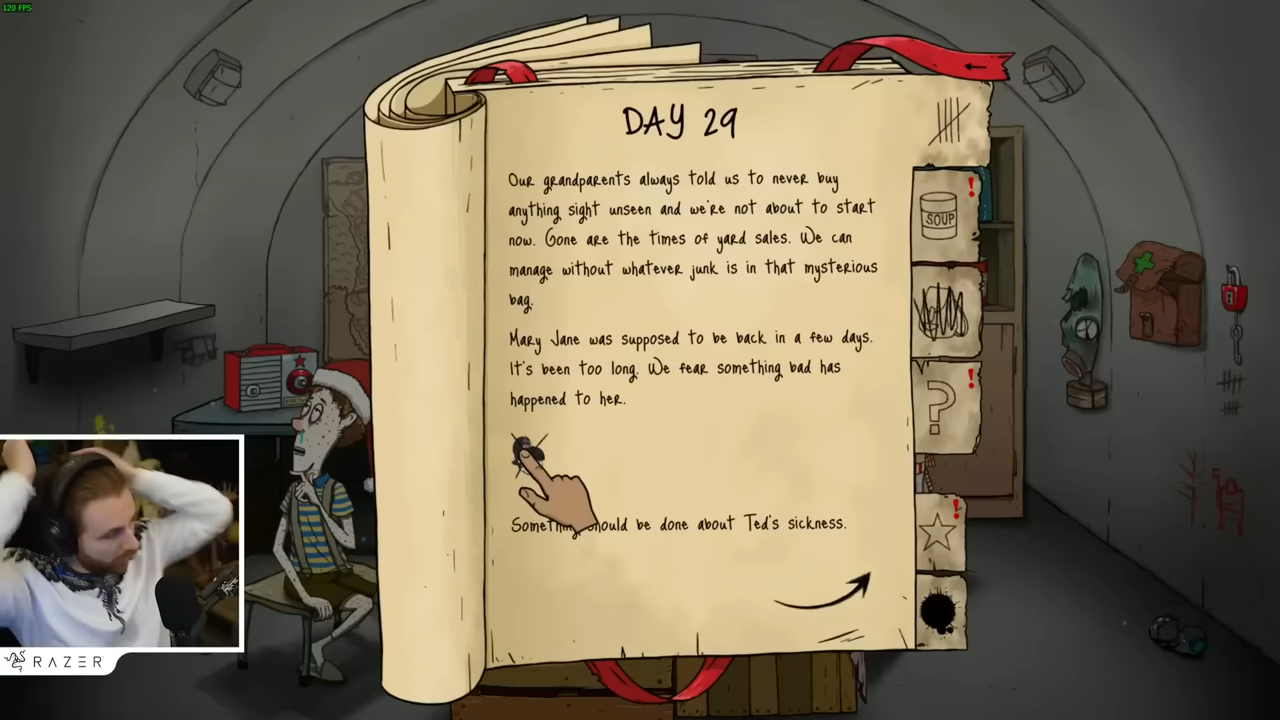 120 FPS
DAY 29
Our grandparents always told us to never buy
anything sight unseen and we're not about to start
now. Gone are the times of yard sales. We can
manage without whatever junk is in that mysterious
bag.
Mary Jane was supposed to be back in a few days.
It's been too long. We fear something bad has
happened to her.
Something should be done about Ted's sickness.
SOUP
!
?
!
!
RAZER